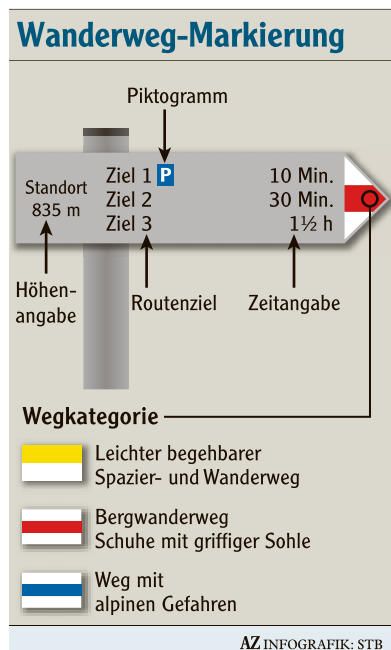 Wanderweg-Markierung
Piktogramm
Standort
835 m
Ziel 1 P 10 Min.
Ziel 2 30 Min.
Ziel 3 1½ h
Höhen-
angabe
Routenziel
Zeitangabe
Wegkategorie
Leichter begehbarer
Spazier- und Wanderweg
Bergwanderweg
Schuhe mit griffiger Sohle
Weg mit
alpinen Gefahren
AZ INFOGRAFIK: STB